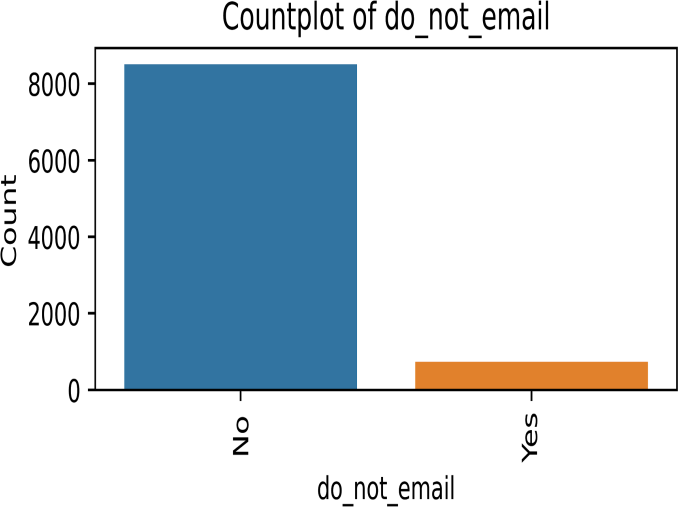 Countplot of do_not_email
Count
8000
6000
4000
2000
0
No
Yes
do_not_email